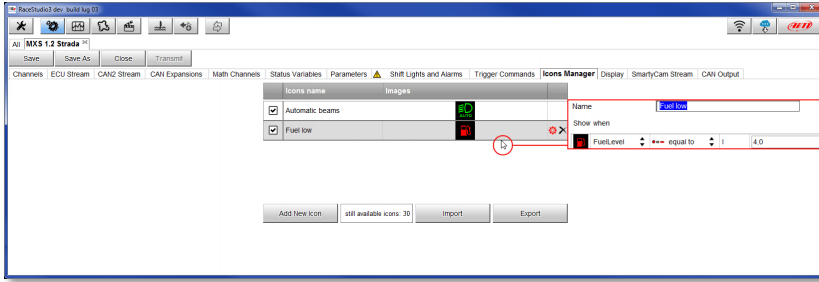 RaceStudio3 dev build lug 03
AiM
All MXS 1.2 Strada
Save Save As Close Transmit
Channels ECU Stream CAN2 Stream CAN Expansions Math Channels Status Variables Parameters Shift Lights and Alarms Trigger Commands Icons Manager Display SmartyCam Stream CAN Output
Icons name Images
Automatic beams AUTO
Fuel low
Name Fuel low
Show when
FuelLevel equal to l 4,0
Add New Icon still available icons: 30 Import Export